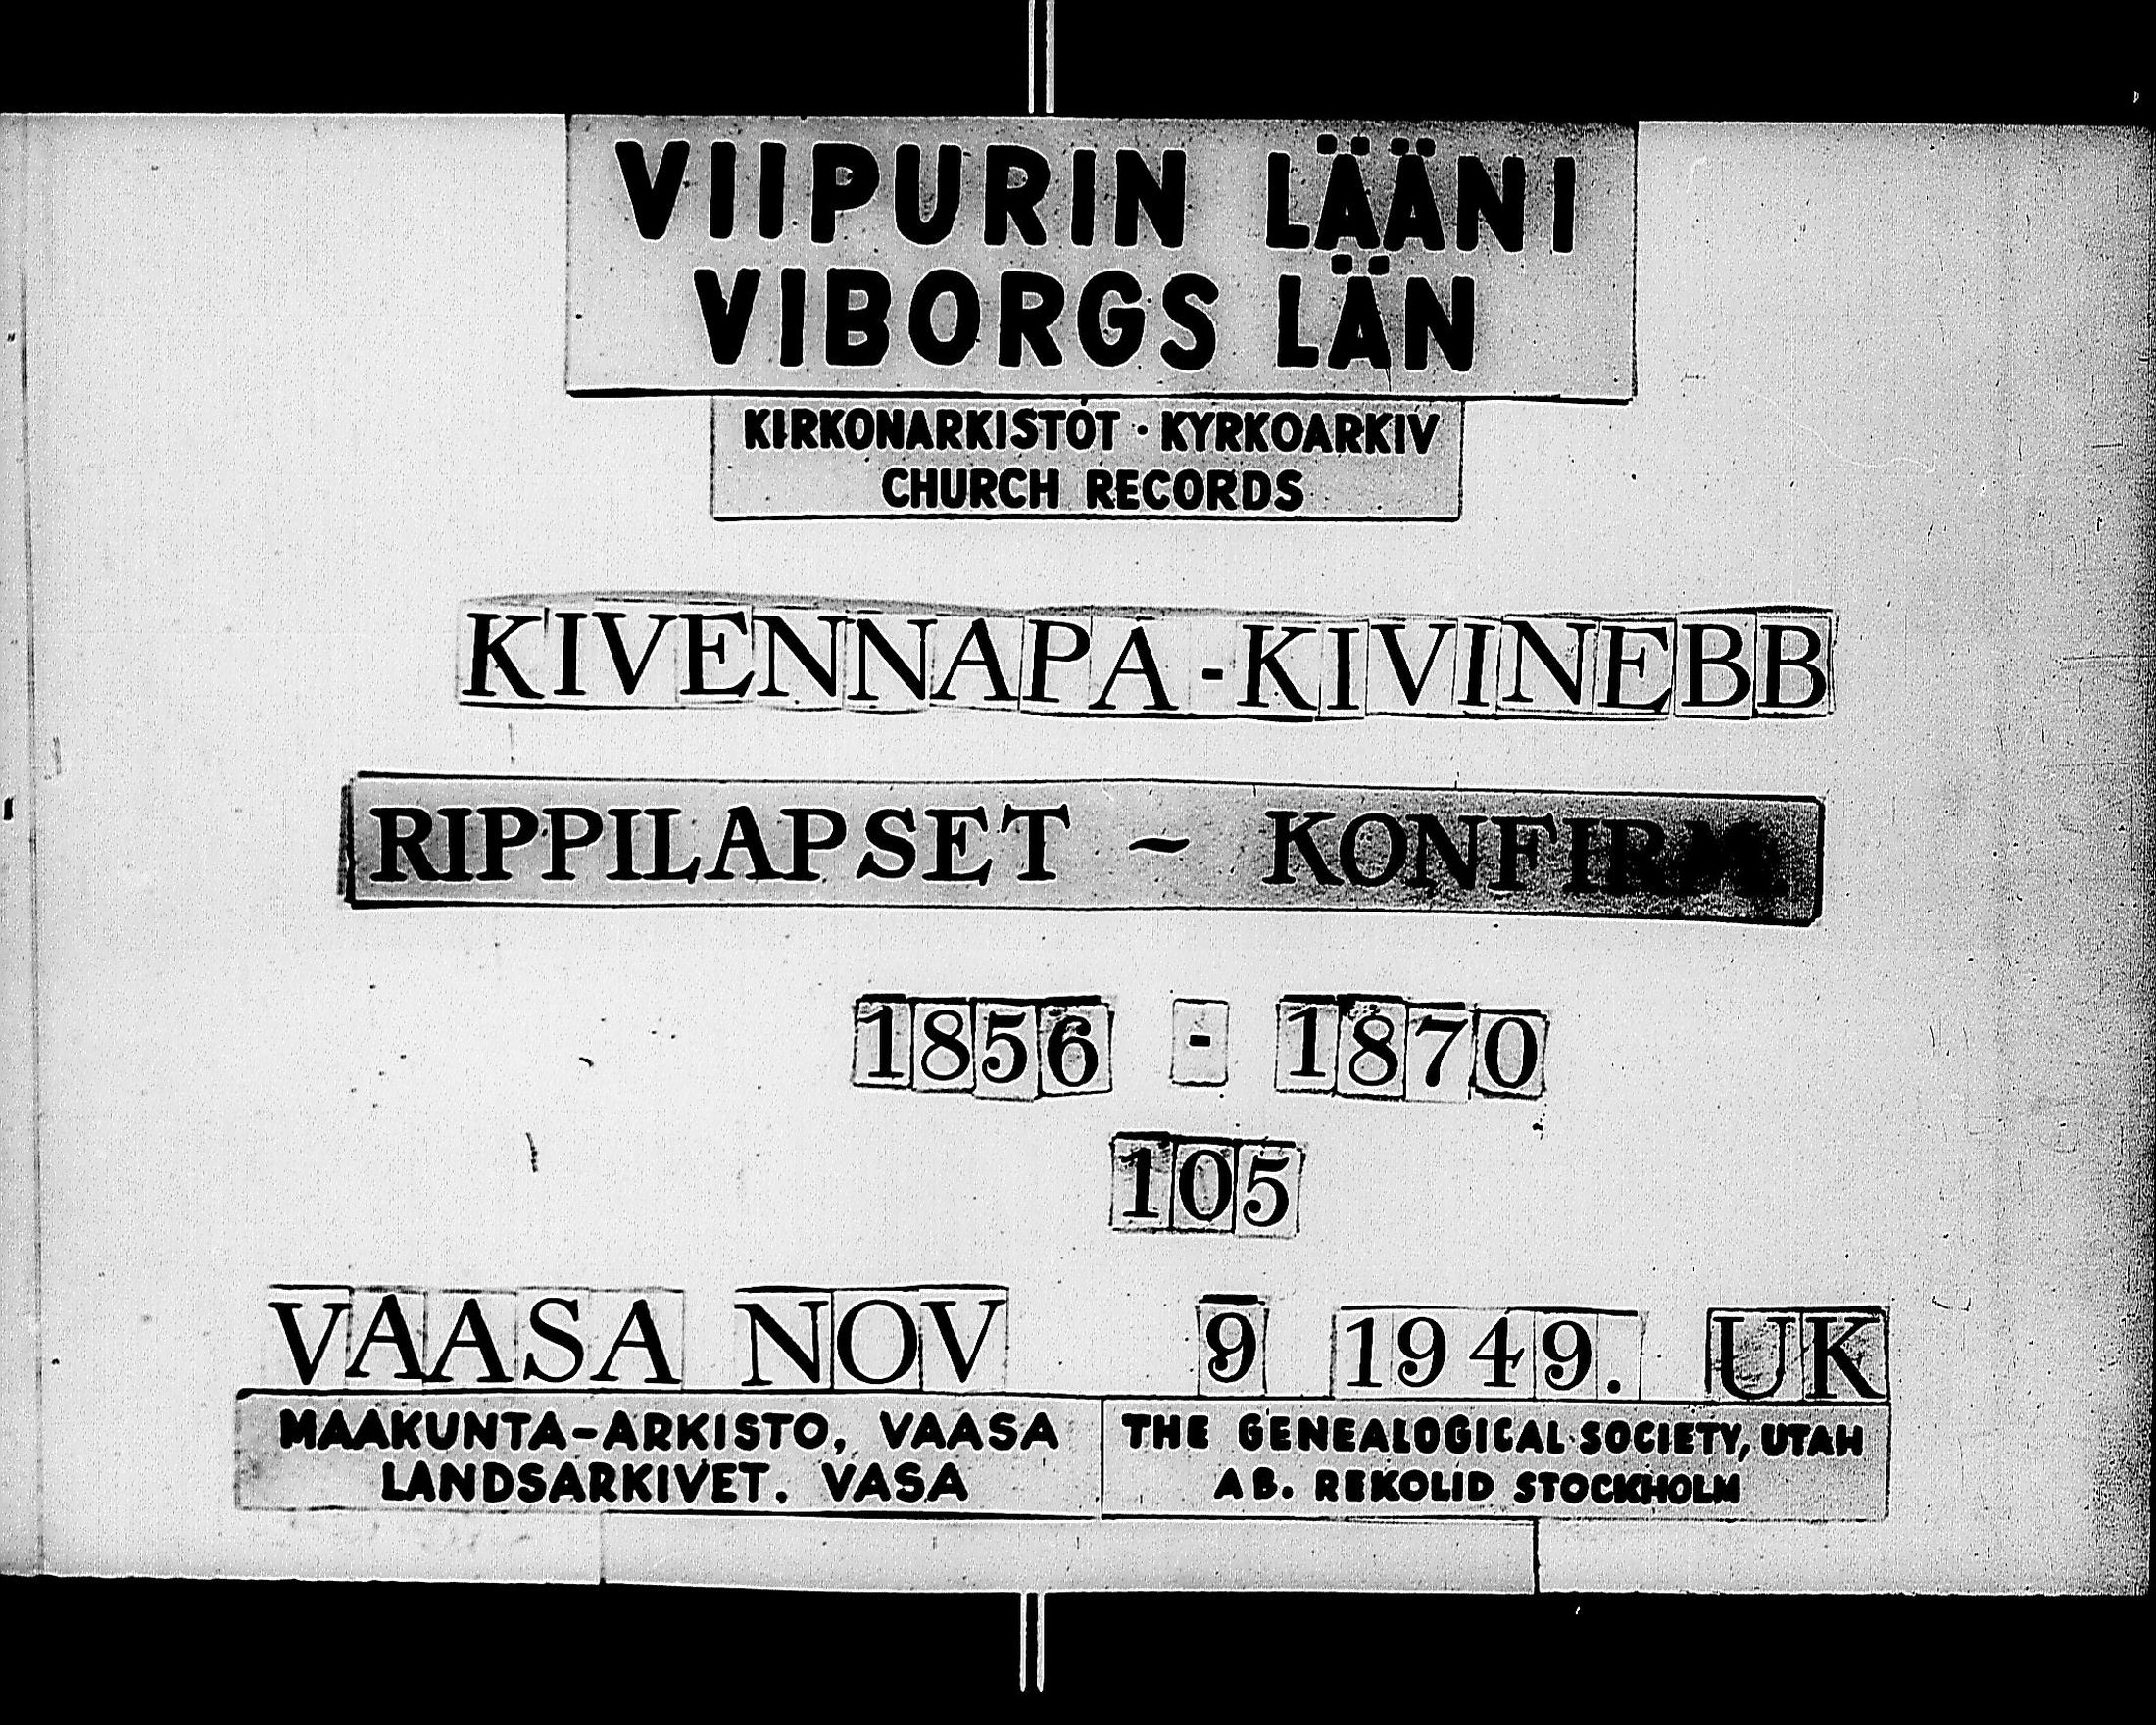 VIIPURIN LÄÄNI
VIBORGS LÄN
KIRKONARKISTOT · KYRKOARKIV
CHURCH RECORDS
KIVENNAPA - KIVINEBB
RIPPILAPSET ~ KONFIRM.
1856 - 1870
105
VAASA NOV 9 1949. UK
MAAKUNTA-ARKISTO, VAASA
LANDSARKIVET, VASA
THE GENEALOGICAL SOCIETY, UTAH
AB. REKOLID STOCKHOLM